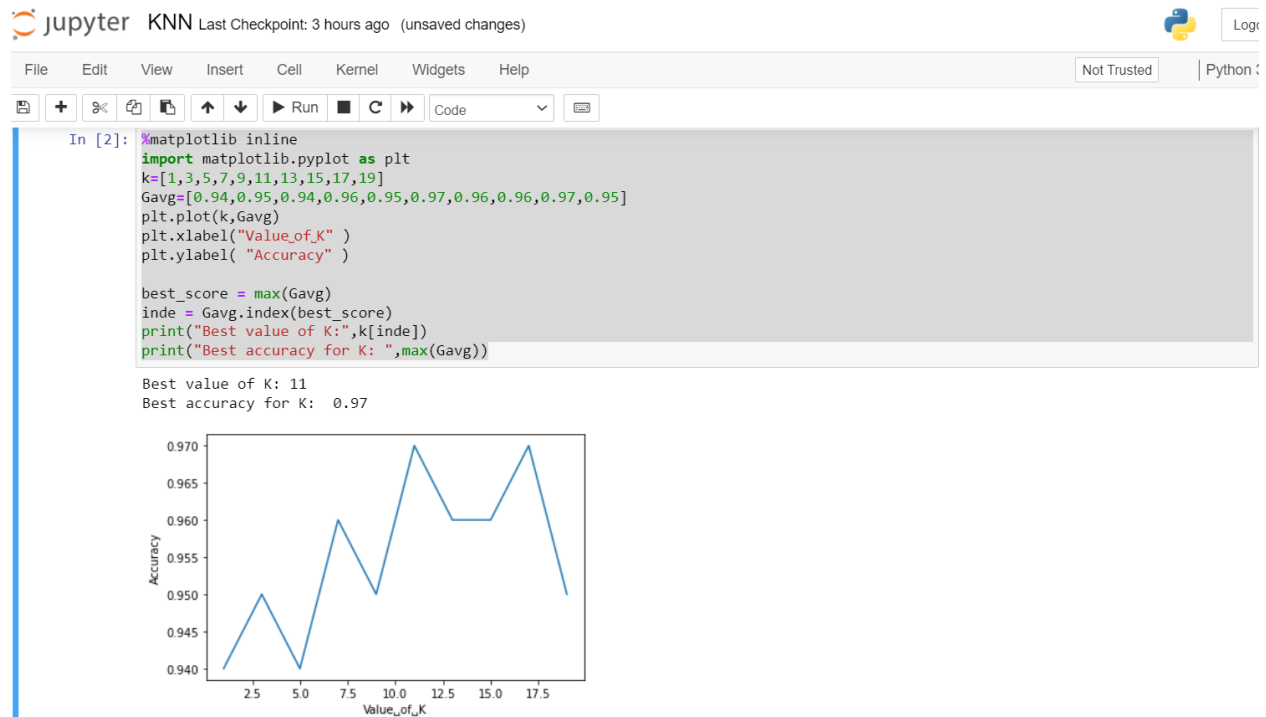 jupyter KNN Last Checkpoint: 3 hours ago (unsaved changes)
File Edit View Insert Cell Kernel Widgets Help Not Trusted Python
Run Code
In [2]: %matplotlib inline
import matplotlib.pyplot as plt
k=[1,3,5,7,9,11,13,15,17,19]
Gavg=[0.94,0.95,0.94,0.96,0.95,0.97,0.96,0.96,0.97,0.95]
plt.plot(k,Gavg)
plt.xlabel("Value␣of␣K" )
plt.ylabel( "Accuracy" )
best_score = max(Gavg)
inde = Gavg.index(best_score)
print("Best value of K:",k[inde])
print("Best accuracy for K: ",max(Gavg))
Best value of K: 11
Best accuracy for K:  0.97
0.970
0.965
0.960
0.955
0.950
0.945
0.940
Accuracy
2.5 5.0 7.5 10.0 12.5 15.0 17.5
Value␣of␣K